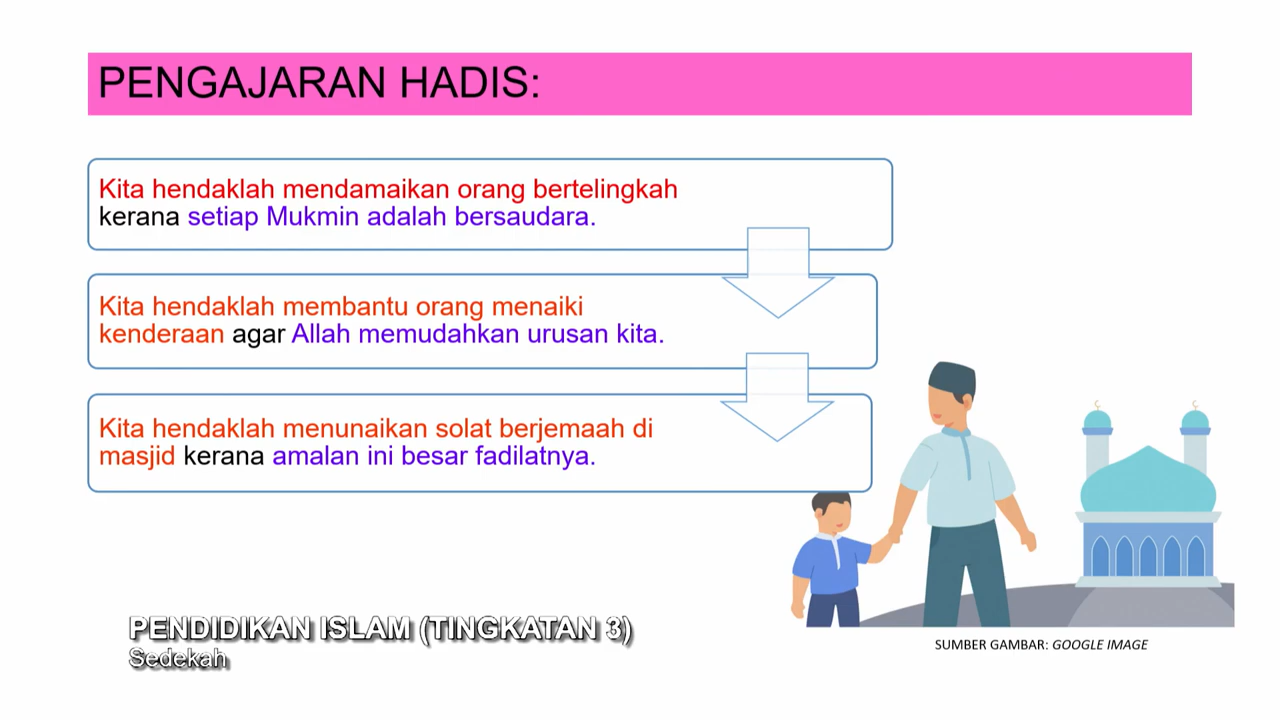 PENGAJARAN HADIS:
Kita hendaklah mendamaikan orang bertelingkah
kerana setiap Mukmin adalah bersaudara.
Kita hendaklah membantu orang menaiki
kenderaan agar Allah memudahkan urusan kita.
Kita hendaklah menunaikan solat berjemaah di
masjid kerana amalan ini besar fadilatnya.
PENDIDIKAN ISLAM (TINGKATAN 3)
Sedekah
SUMBER GAMBAR: GOOGLE IMAGE